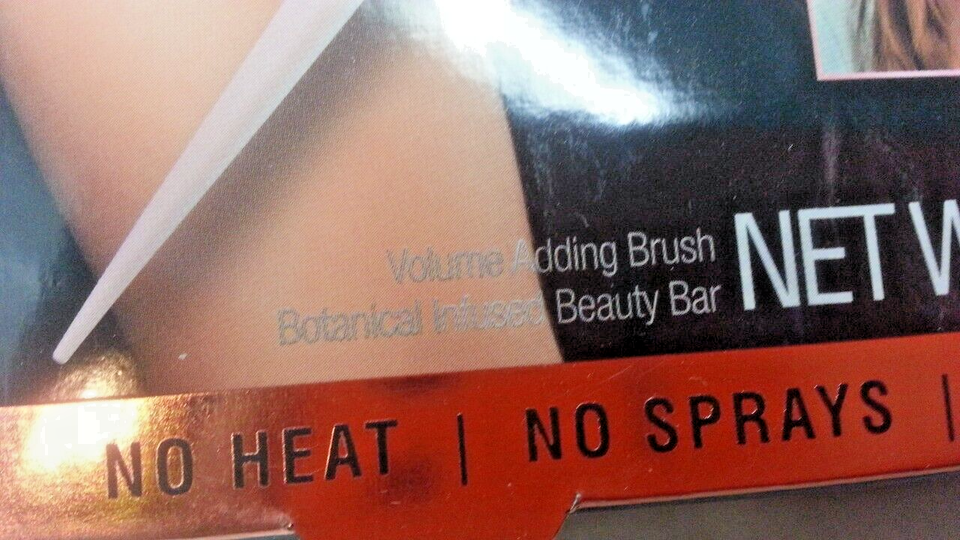 Volume Adding Brush
Botanical Infused Beauty Bar
NET
NO HEAT | NO SPRAYS |